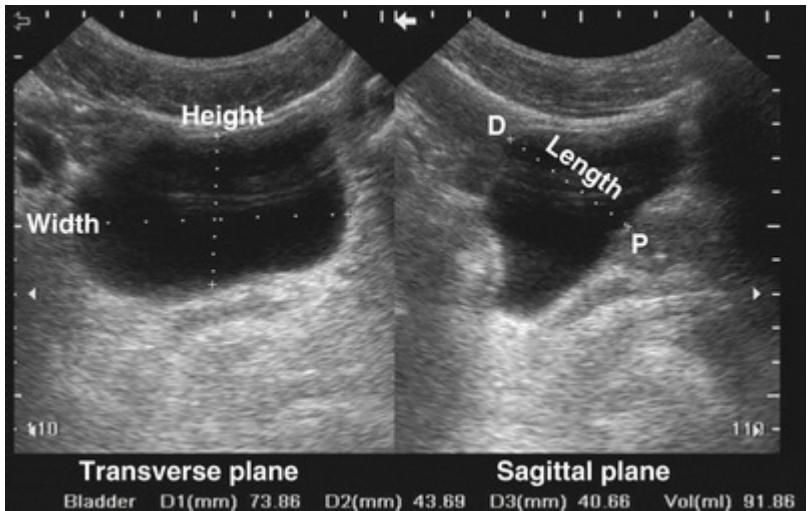 Height
Width
D
Length
P
110
110
Transverse plane
Sagittal plane
Bladder D1(mm) 73.86 D2(mm) 43.69 D3(mm) 40.66 Vol(ml) 91.86